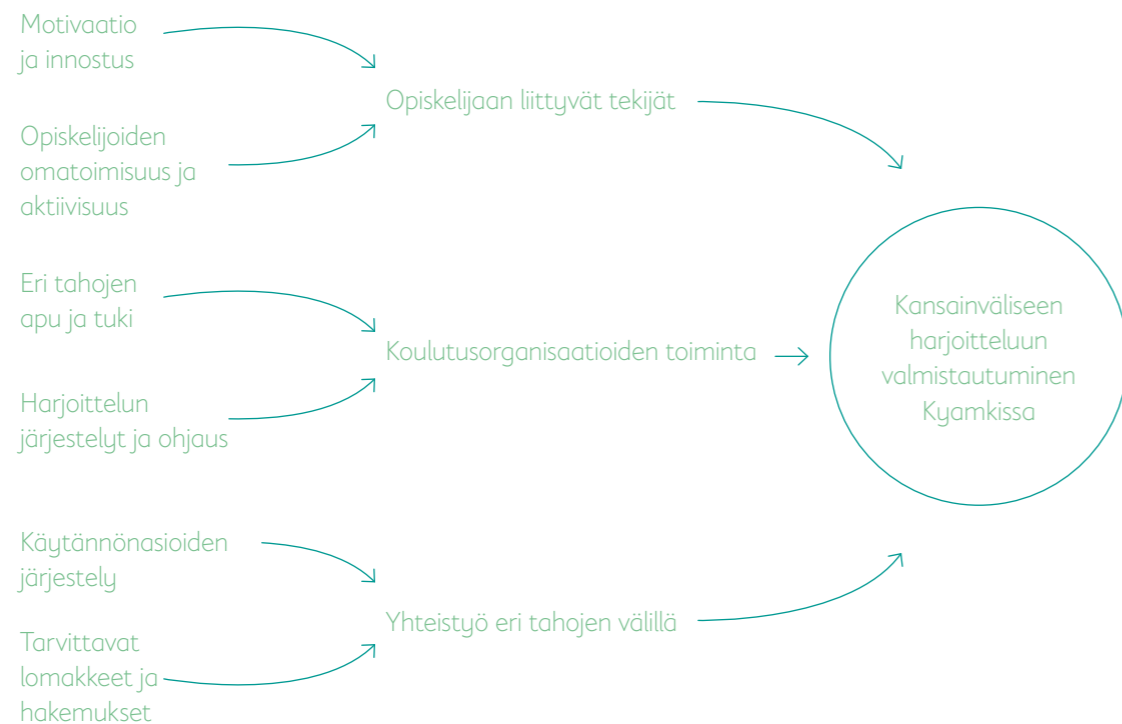 Motivaatio
ja innostus
Opiskelijoiden
omatoimisuus ja
aktiivisuus
Opiskelijaan liittyvät tekijät
Eri tahojen
apu ja tuki
Harjoittelun
järjestelyt ja ohjaus
Koulutusorganisaatioiden toiminta
Käytännönasioiden
järjestely
Tarvittavat
lomakkeet ja
hakemukset
Yhteistyö eri tahojen välillä
Kansainväliseen
harjoitteluun
valmistautuminen
Kyamkissa